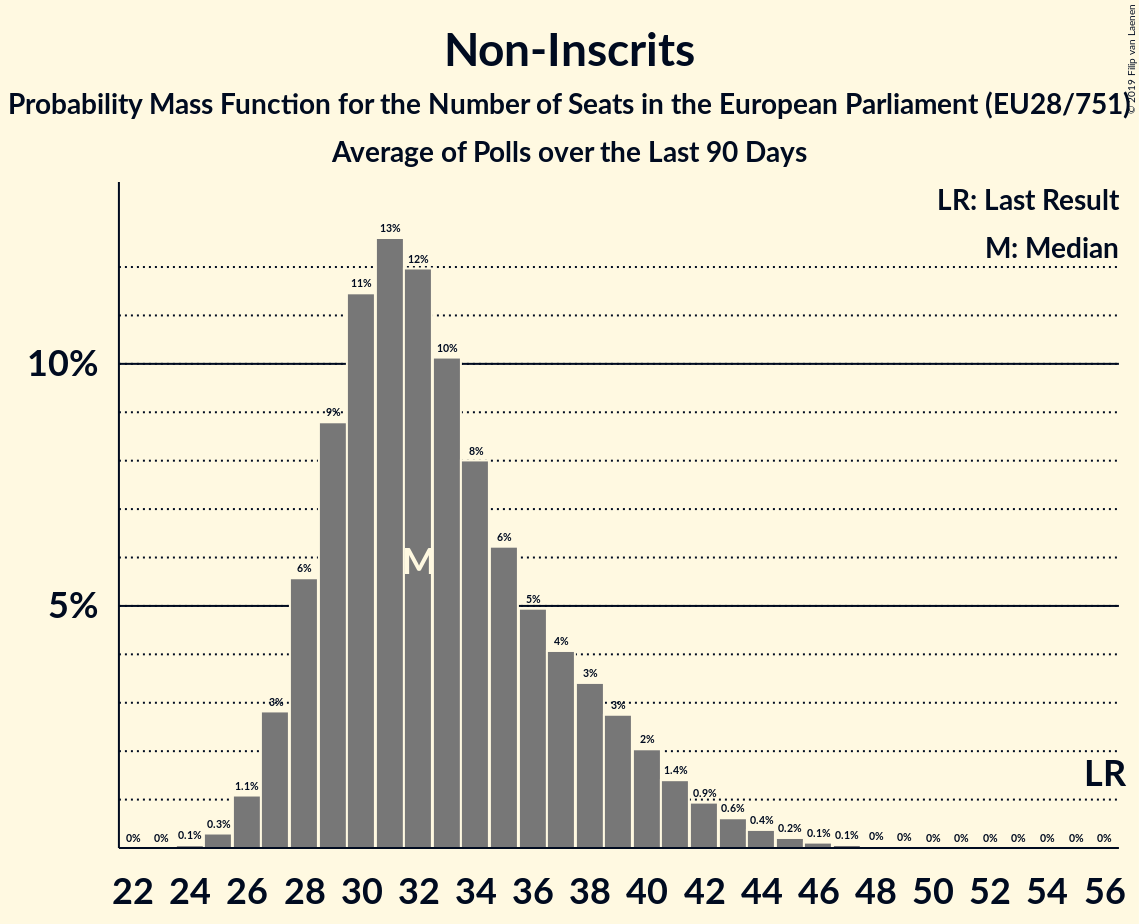 Non-Inscrits
Probability Mass Function for the Number of Seats in the European Parliament (EU28/751)
Average of Polls over the Last 90 Days
© 2019 Filip van Laenen
LR: Last Result
M: Median
10%
5%
0% 0% 0.1% 0.3% 1.1% 3% 6% 9% 11% 13% 12% 10% 8% 6% 5% 4% 3% 3% 2% 1.4% 0.9% 0.6% 0.4% 0.2% 0.1% 0.1% 0% 0% 0% 0% 0% 0% 0% 0% 0%
M
LR
22 24 26 28 30 32 34 36 38 40 42 44 46 48 50 52 54 56